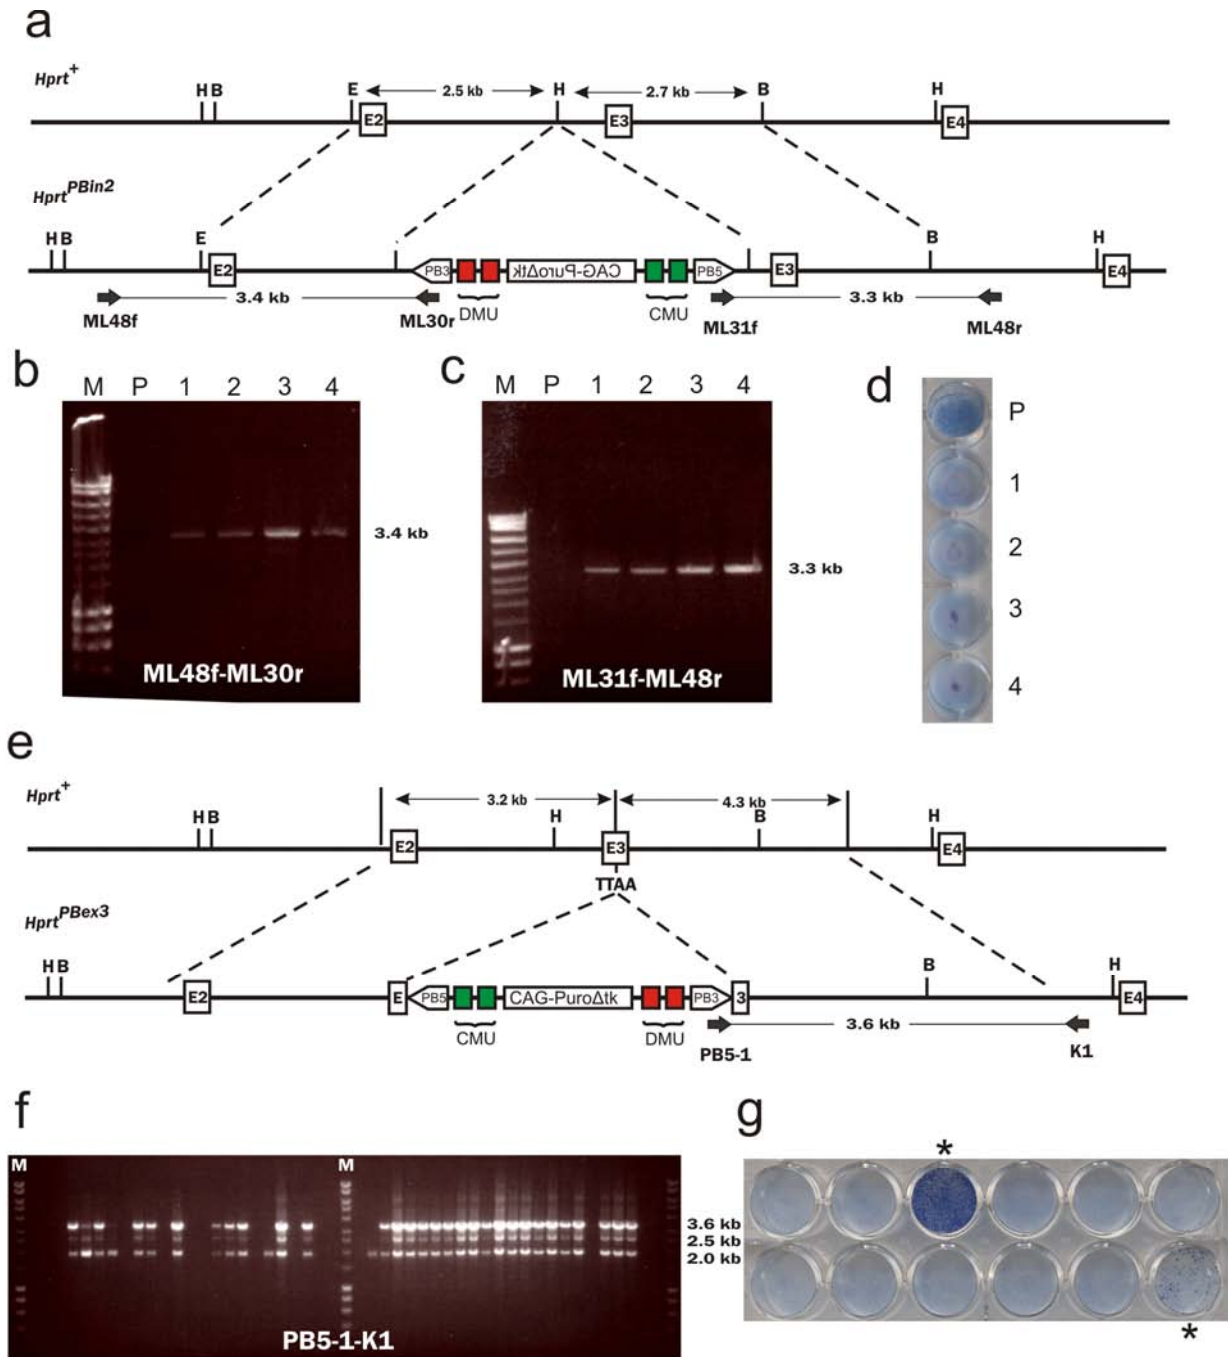 a
Hprt+
H B E 2.5 kb H 2.7 kb B H
E2 E3 E4
HprtPBin2
H B E B H
E2 PB3 CAG-PuroΔtk PB5 E3 E4
3.4 kb DMU CMU 3.3 kb
ML48f ML30r ML31f ML48r
b
M P 1 2 3 4
3.4 kb
ML48f-ML30r
c
M P 1 2 3 4
3.3 kb
ML31f-ML48r
d
P
1
2
3
4
e
Hprt+
H B 3.2 kb H 4.3 kb B H
E2 E3 E4
TTAA
HprtPBex3
H B B H
E2 E PB5 CAG-PuroΔtk PB3 3 E4
CMU DMU 3.6 kb
PB5-1 K1
f
M M
3.6 kb
2.5 kb
2.0 kb
PB5-1-K1
g
*
*